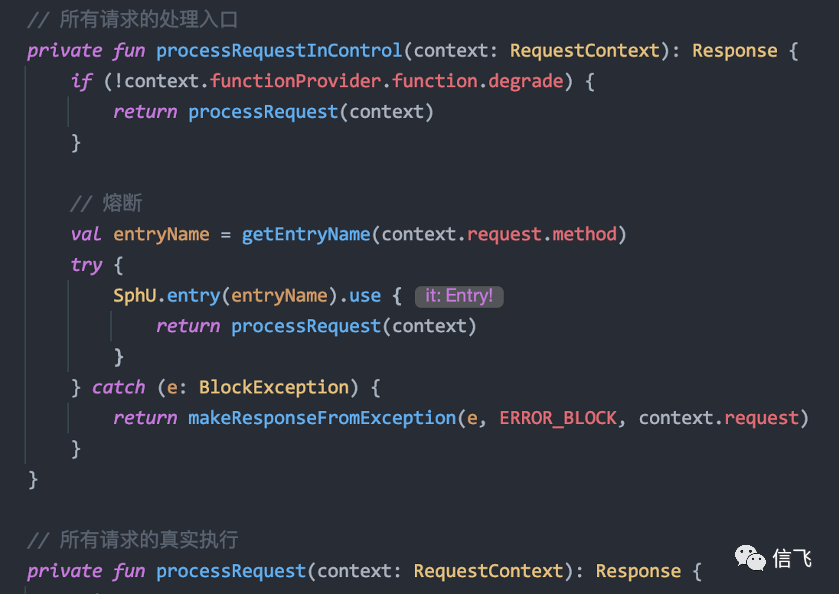 // 所有请求的处理入口
private fun processRequestInControl(context: RequestContext): Response {
    if (!context.functionProvider.function.degrade) {
        return processRequest(context)
    }

    // 熔断
    val entryName = getEntryName(context.request.method)
    try {
        SphU.entry(entryName).use { it: Entry!
            return processRequest(context)
        }
    } catch (e: BlockException) {
        return makeResponseFromException(e, ERROR_BLOCK, context.request)
    }
}

// 所有请求的真实执行
private fun processRequest(context: RequestContext): Response {
信飞